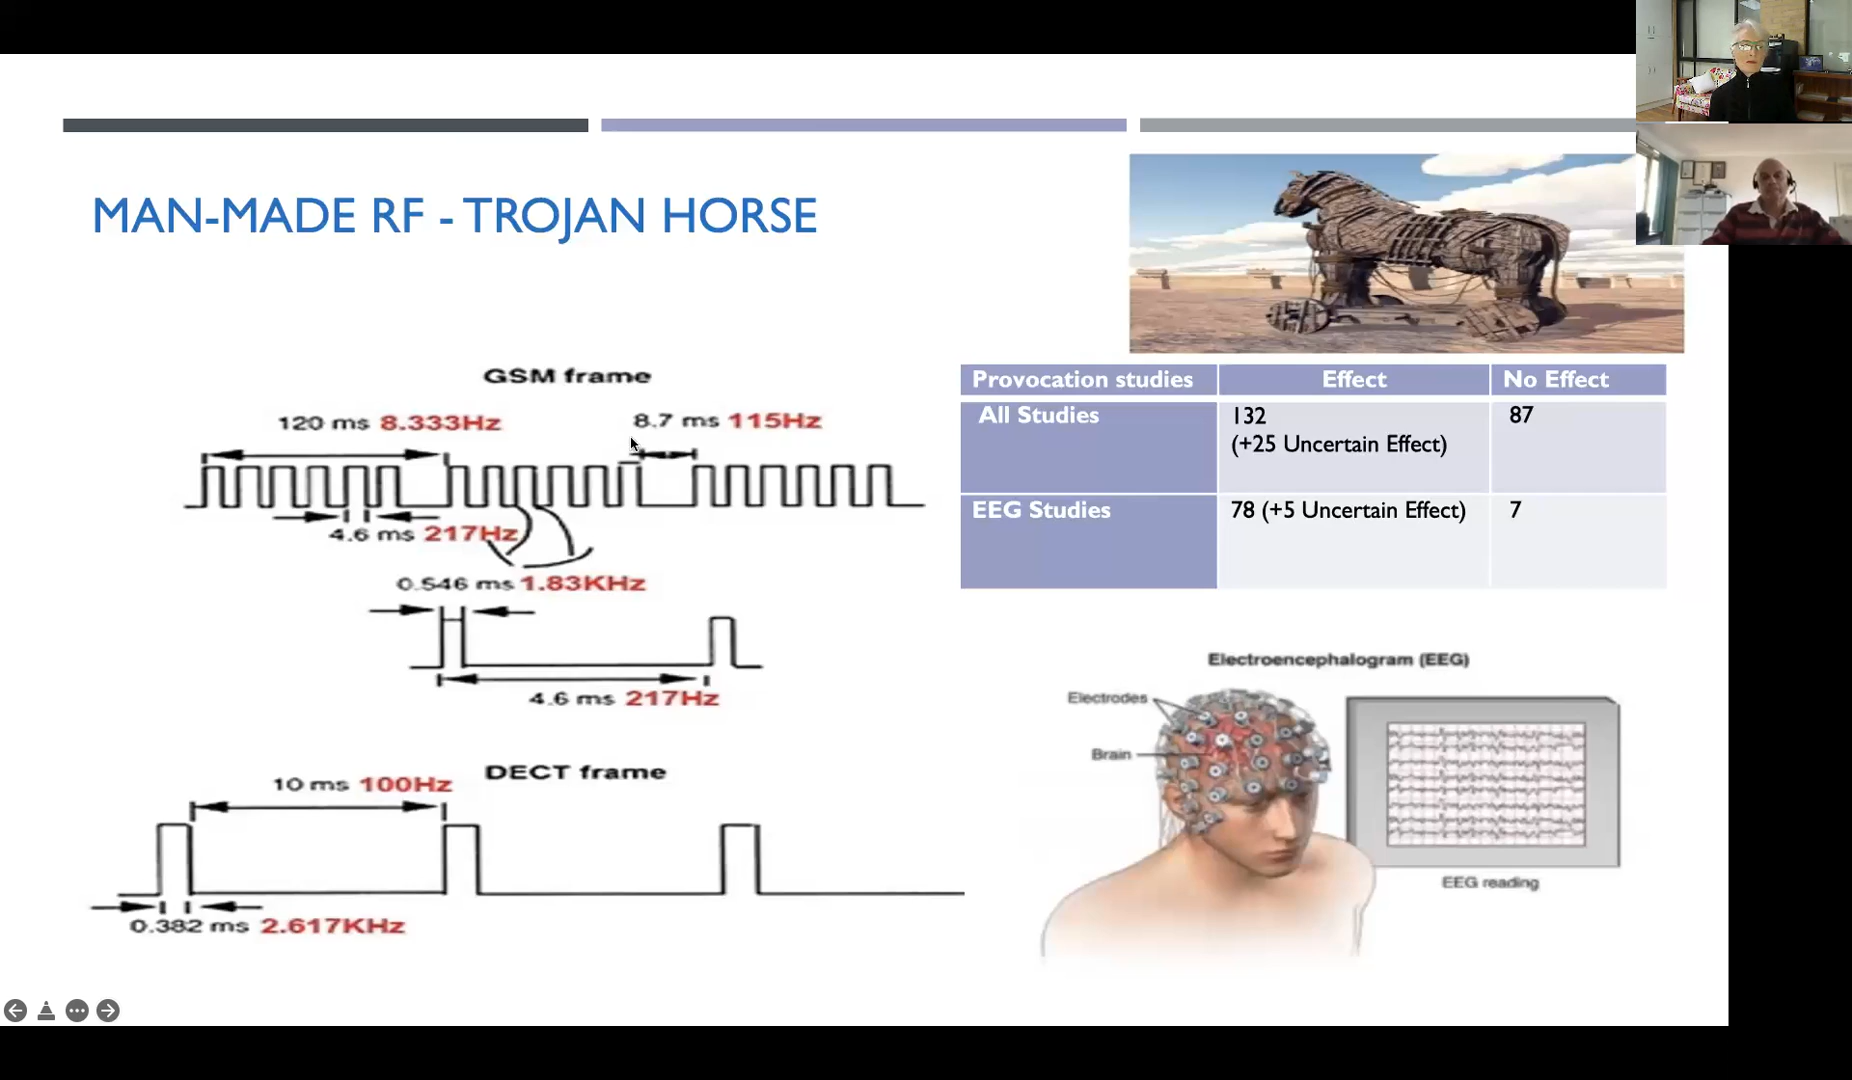 MAN-MADE RF - TROJAN HORSE
GSM frame
120 ms 8.333Hz
8.7 ms 115Hz
4.6 ms 217Hz
0.546 ms 1.83KHz
4.6 ms 217Hz
DECT frame
10 ms 100Hz
0.382 ms 2.617KHz
Provocation studies Effect No Effect
All Studies 132 87
(+25 Uncertain Effect)
EEG Studies 78 (+5 Uncertain Effect) 7
Electroencephalogram (EEG)
Electrodes
Brain
EEG reading